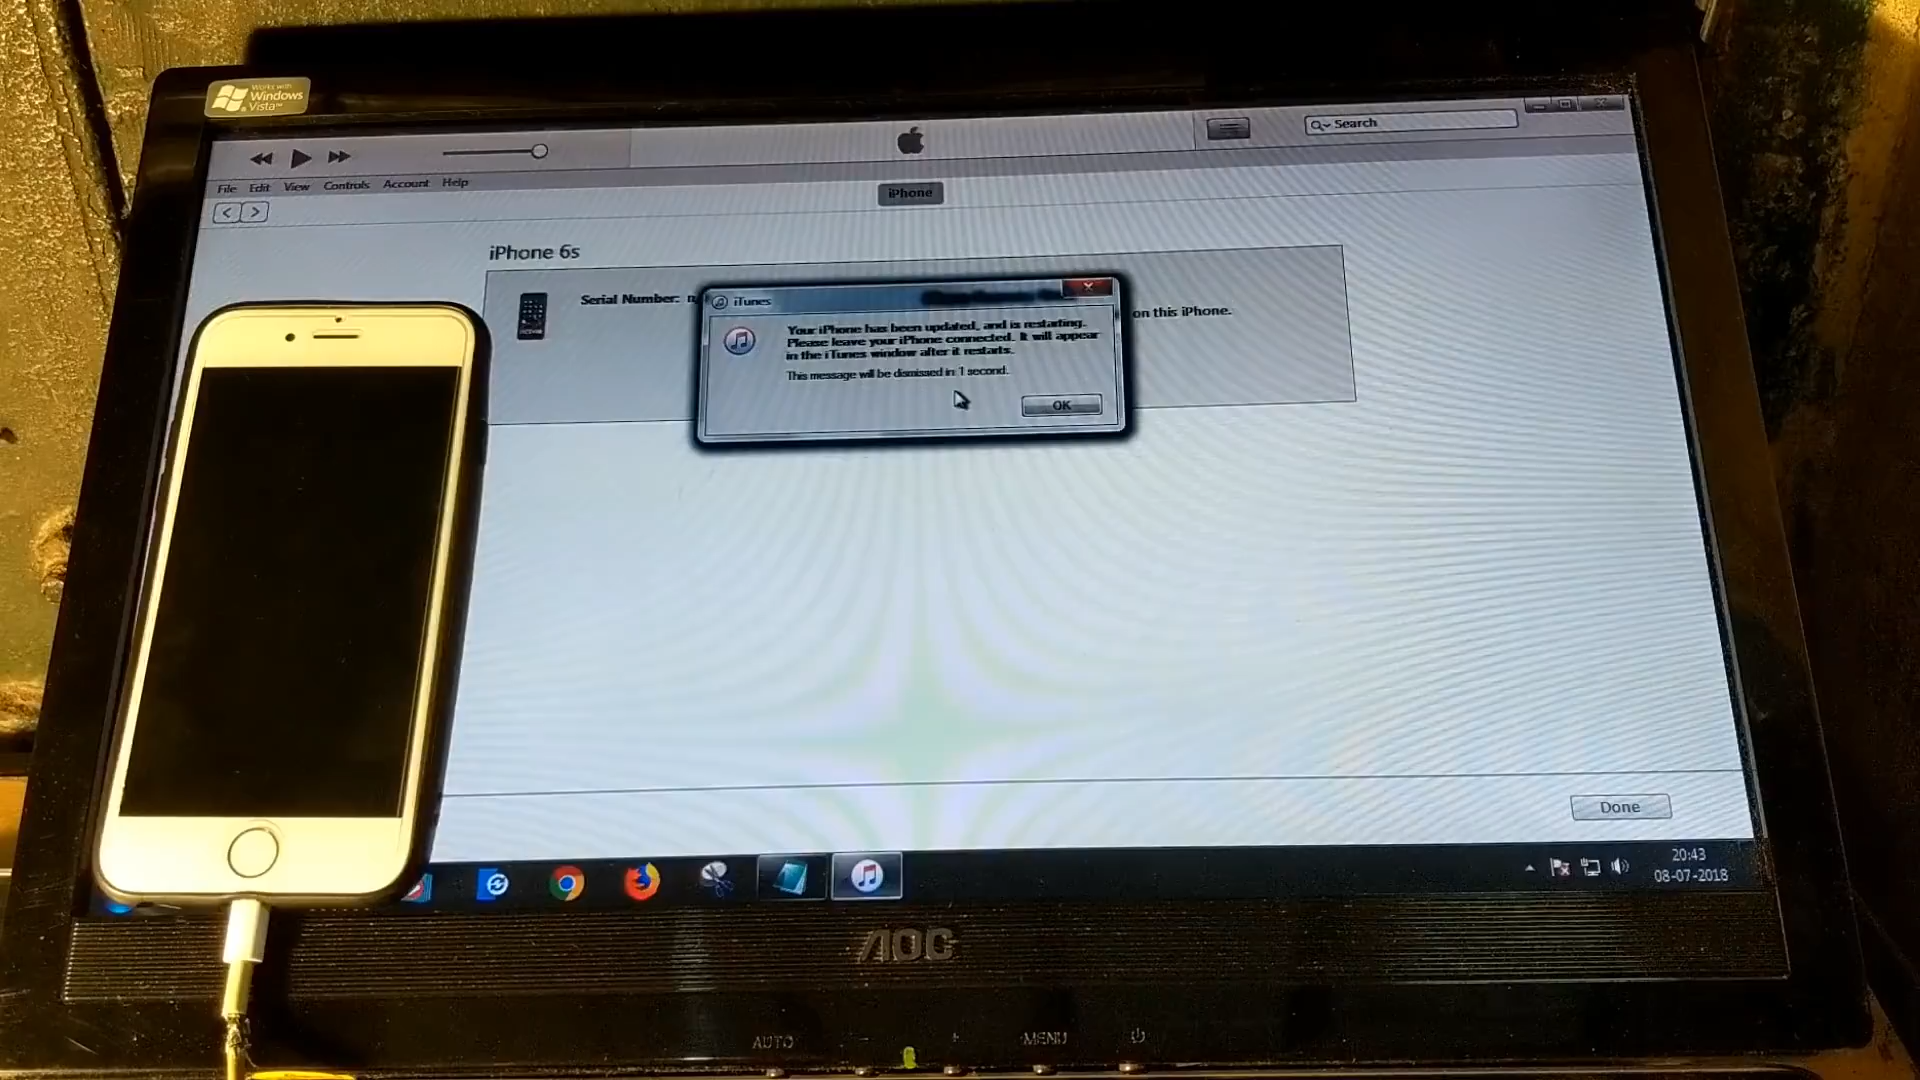 Works with
Windows
Vista™
Search
File Edit View Controls Account Help
iPhone
< >
iPhone 6s
Serial Number:
on this iPhone.
iTunes
Your iPhone has been updated, and is restarting.
Please leave your iPhone connected. It will appear
in the iTunes window after it restarts.
This message will be dismissed in 1 second.
OK
Done
20:43
08-07-2018
AOC
AUTO - + MENU